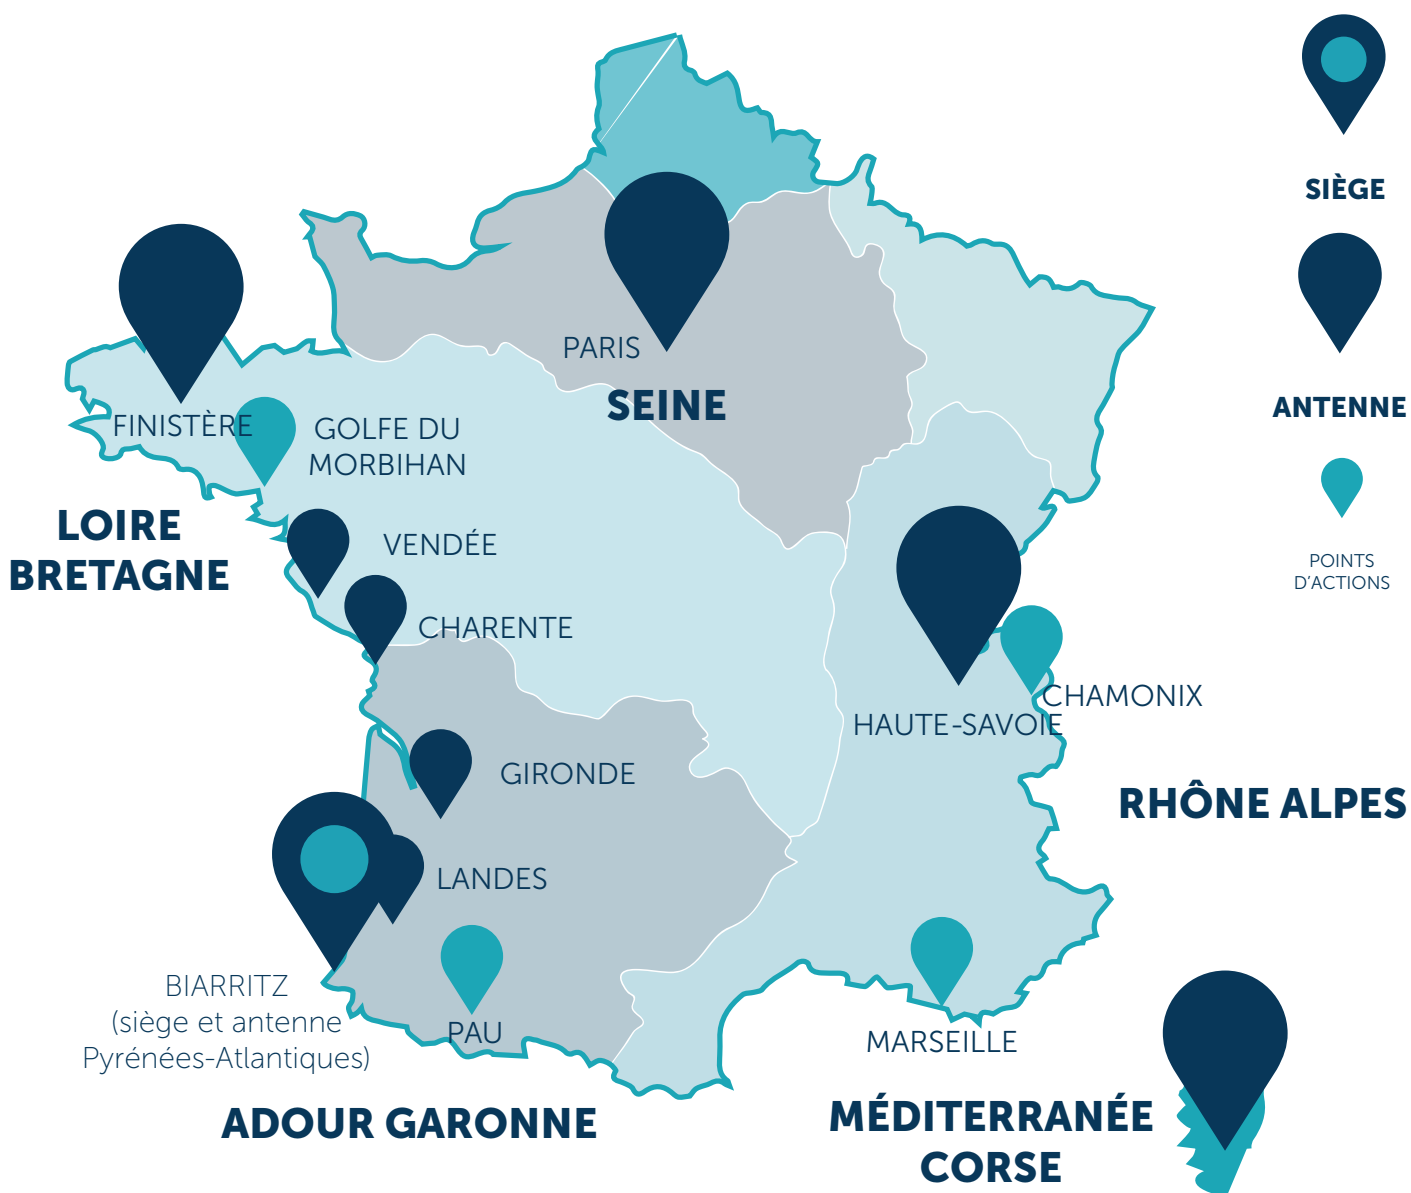 SIÈGE
ANTENNE
POINTS
D'ACTIONS
PARIS
SEINE
FINISTÈRE
GOLFE DU
MORBIHAN
LOIRE
BRETAGNE
VENDÉE
CHARENTE
CHAMONIX
HAUTE-SAVOIE
RHÔNE ALPES
GIRONDE
LANDES
BIARRITZ
(siège et antenne
Pyrénées-Atlantiques)
PAU
ADOUR GARONNE
MARSEILLE
MÉDITERRANÉE
CORSE